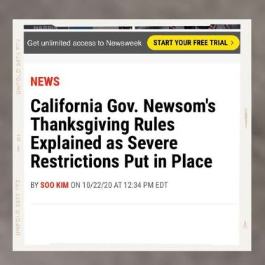 Get unlimited access to Newsweek
START YOUR FREE TRIAL >
NEWS
California Gov. Newsom's
Thanksgiving Rules
Explained as Severe
Restrictions Put in Place
BY SOO KIM ON 10/22/20 AT 12:34 PM EDT